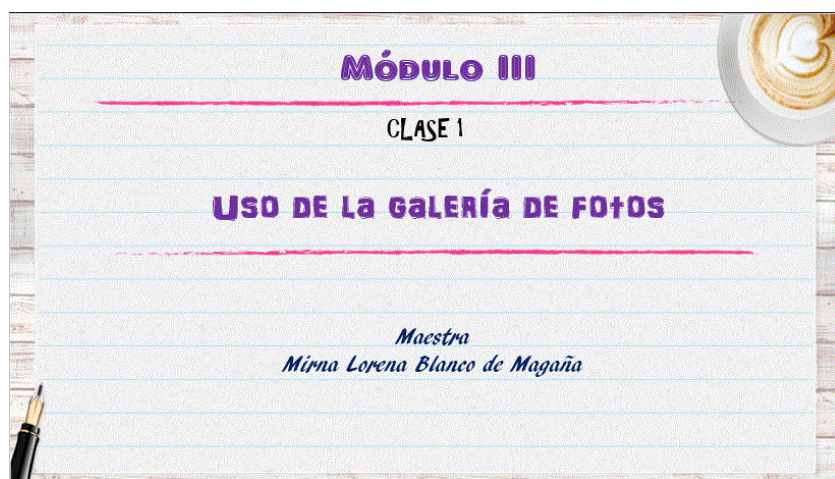 Módulo III
CLASE 1
Uso de la galería de fotos
Maestra
Mirna Lorena Blanco de Magaña